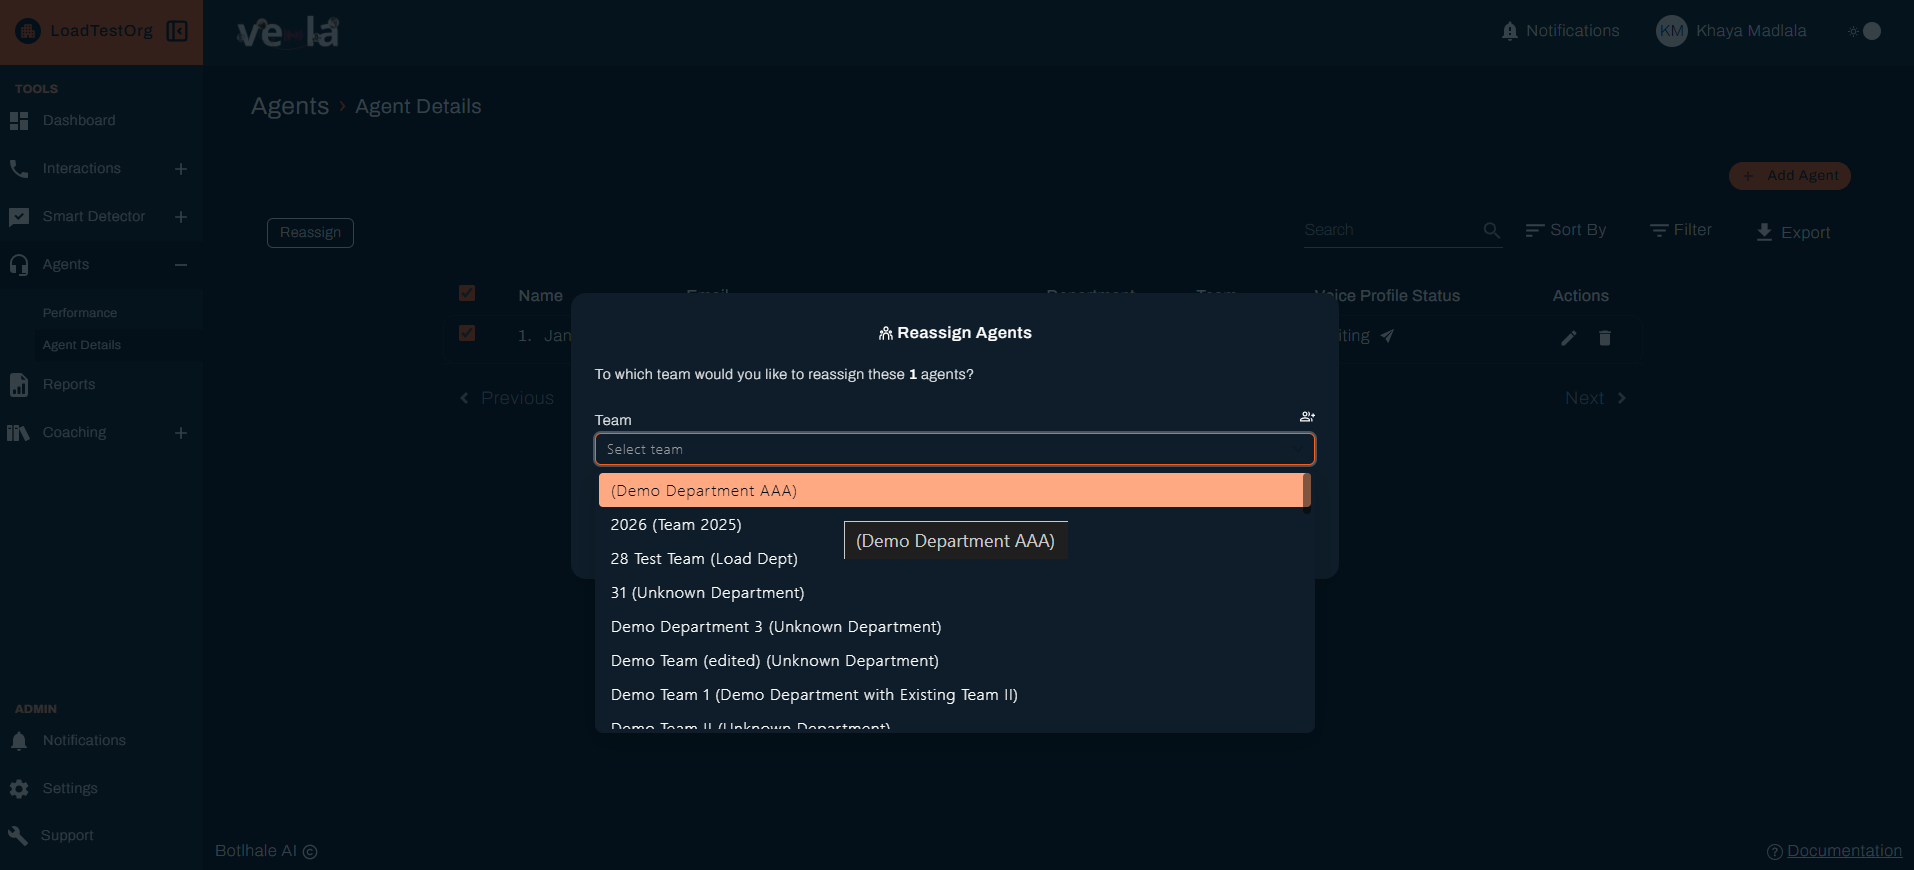 LoadTestOrg
vela
Notifications
KM
Khaya Madlala
TOOLS
Dashboard
Interactions
Smart Detector
Agents
Performance
Agent Details
Reports
Coaching
ADMIN
Notifications
Settings
Support
Agents › Agent Details
+ Add Agent
Reassign
Search
Sort By
Filter
Export
Name
Email
Department
Team
Voice Profile Status
Actions
1. Jan
iting
Previous
Next
Reassign Agents
To which team would you like to reassign these 1 agents?
Team
Select team
(Demo Department AAA)
2026 (Team 2025)
(Demo Department AAA)
28 Test Team (Load Dept)
31 (Unknown Department)
Demo Department 3 (Unknown Department)
Demo Team (edited) (Unknown Department)
Demo Team 1 (Demo Department with Existing Team II)
Demo Team II (Unknown Department)
Botlhale AI ©
Documentation